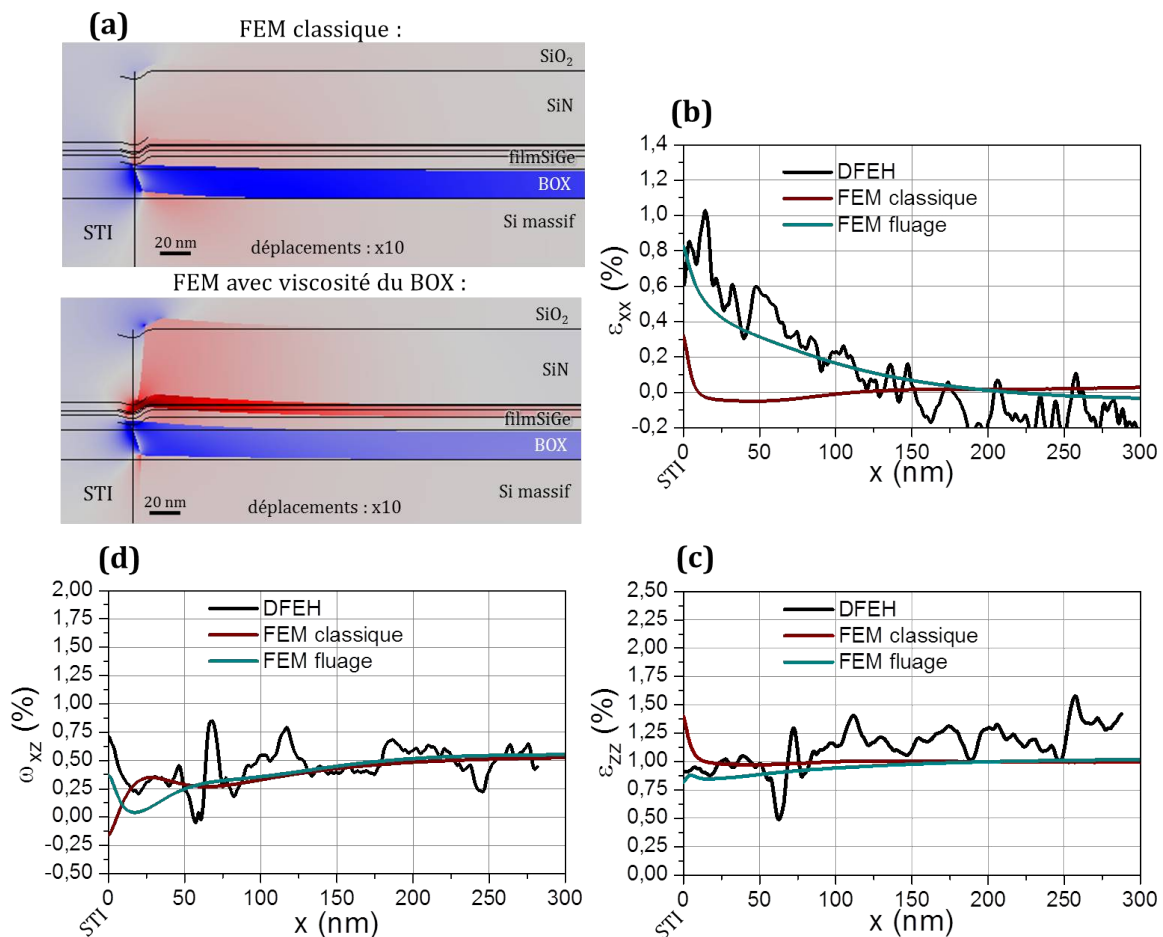 (a)
FEM classique :
SiO2
SiN
filmSiGe
BOX
STI
Si massif
20 nm
déplacements : x10
FEM avec viscosité du BOX :
SiO2
SiN
filmSiGe
BOX
STI
Si massif
20 nm
déplacements : x10
(b)
1,4
1,2
1,0
0,8
0,6
0,4
0,2
0,0
-0,2
εxx (%)
DFEH
FEM classique
FEM fluage
0 50 100 150 200 250 300
STI
x (nm)
(d)
2,00
1,75
1,50
1,25
1,00
0,75
0,50
0,25
0,00
-0,25
-0,50
ωxz (%)
DFEH
FEM classique
FEM fluage
0 50 100 150 200 250 300
STI
x (nm)
(c)
2,50
2,25
2,00
1,75
1,50
1,25
1,00
0,75
0,50
0,25
0,00
εzz (%)
DFEH
FEM classique
FEM fluage
0 50 100 150 200 250 300
STI
x (nm)